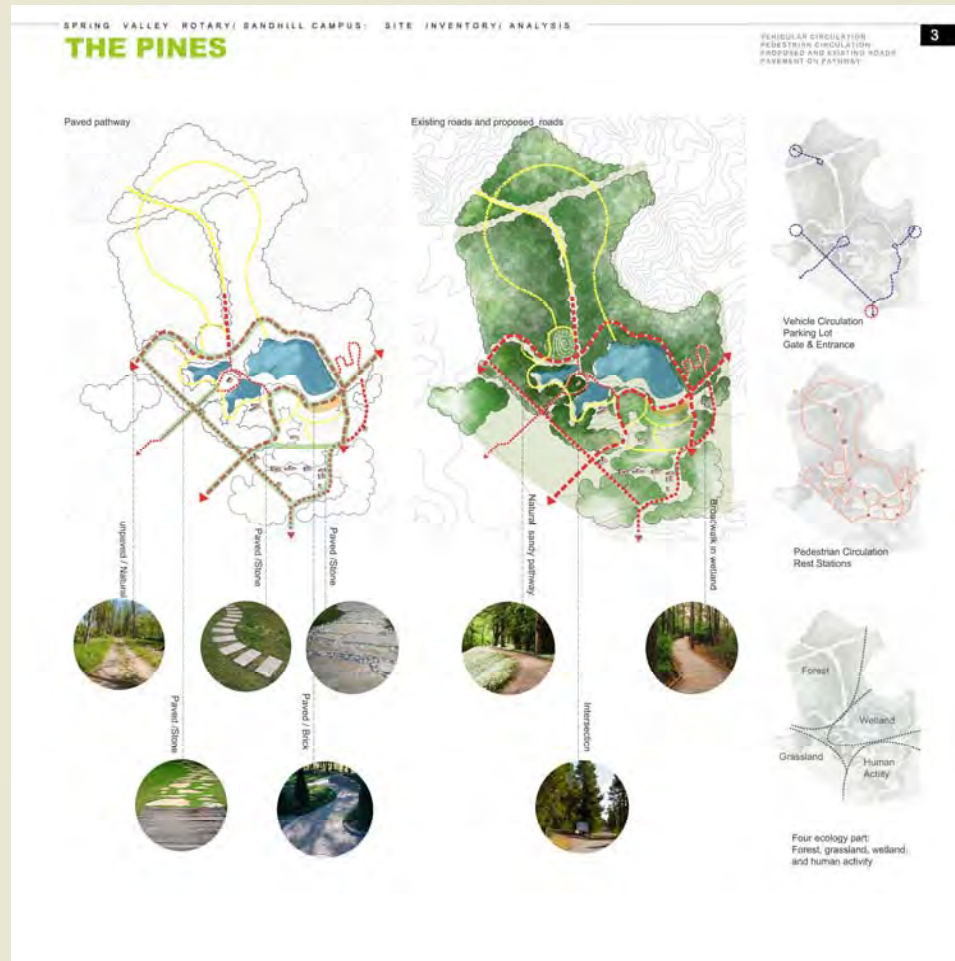 SPRING VALLEY ROTARY/ SANDHILL CAMPUS: SITE INVENTORY/ ANALYSIS
THE PINES
VEHICULAR CIRCULATION
PEDESTRIAN CIRCULATION
PROPOSED AND EXISTING ROADS
PAVEMENT ON PATHWAY
3
Paved pathway
Existing roads and proposed roads
Vehicle Circulation
Parking Lot
Gate & Entrance
Pedestrian Circulation
Rest Stations
unpaved / Natural
Paved /Stone
Paved /Stone
Natural sandy pathway
Broadwalk in wetland
Paved /Stone
Paved / Brick
Intersection
Forest
Wetland
Grassland
Human
Activity
Four ecology part:
Forest, grassland, wetland,
and human activity